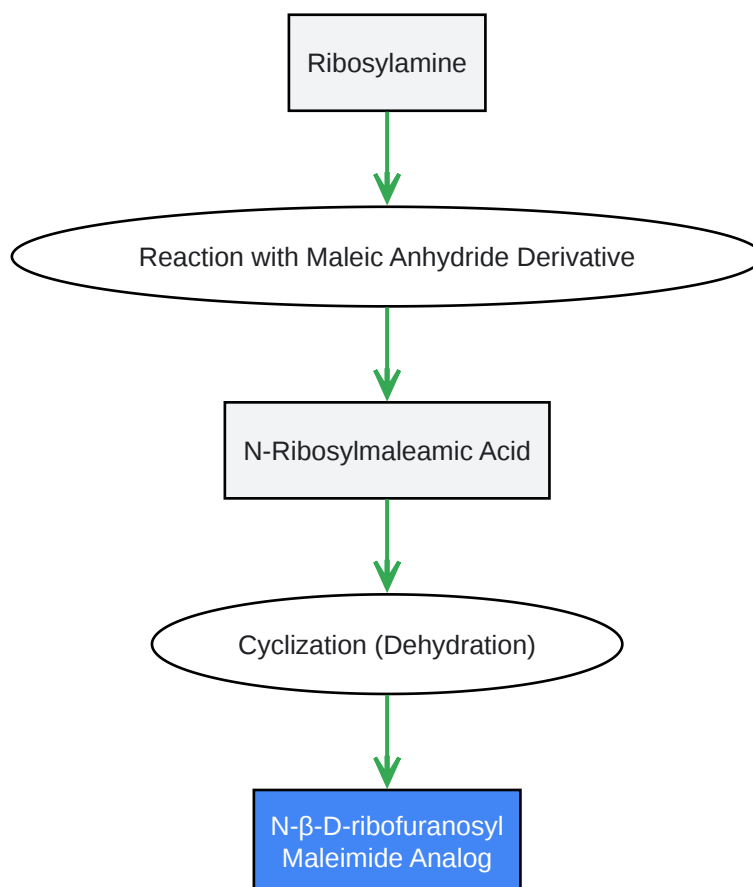 Ribosylamine
Reaction with Maleic Anhydride Derivative
N-Ribosylmaleamic Acid
Cyclization (Dehydration)
N-β-D-ribofuranosyl
Maleimide Analog